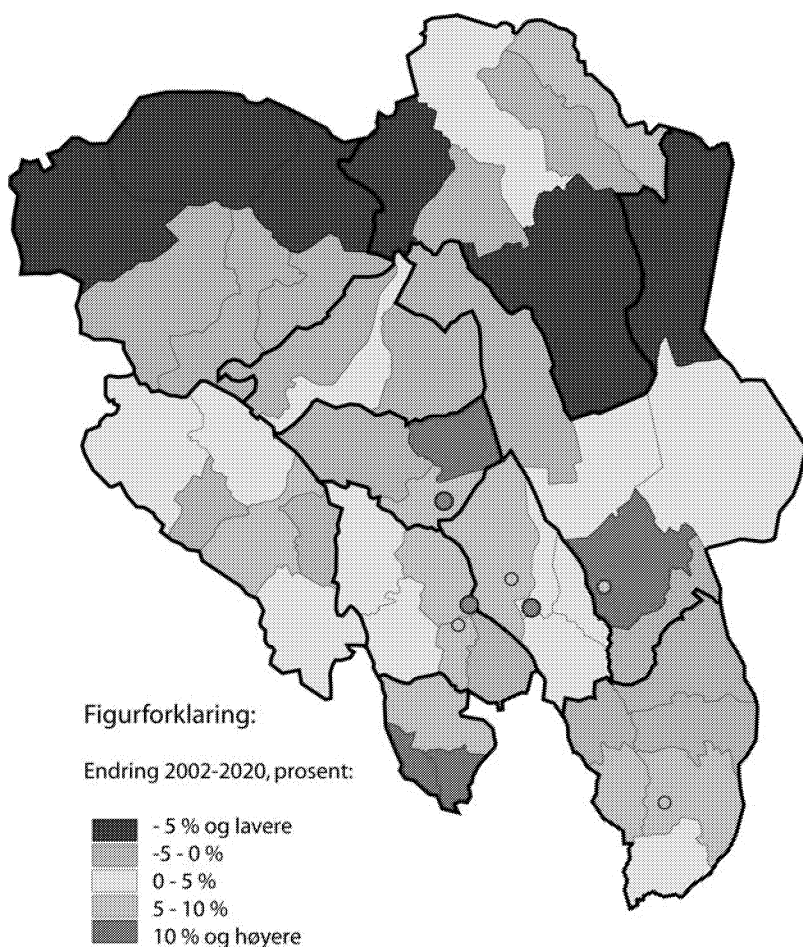 Figurforklaring:
Endring 2002-2020, prosent:
- 5 % og lavere
-5 - 0 %
0 - 5 %
5 - 10 %
10 % og høyere